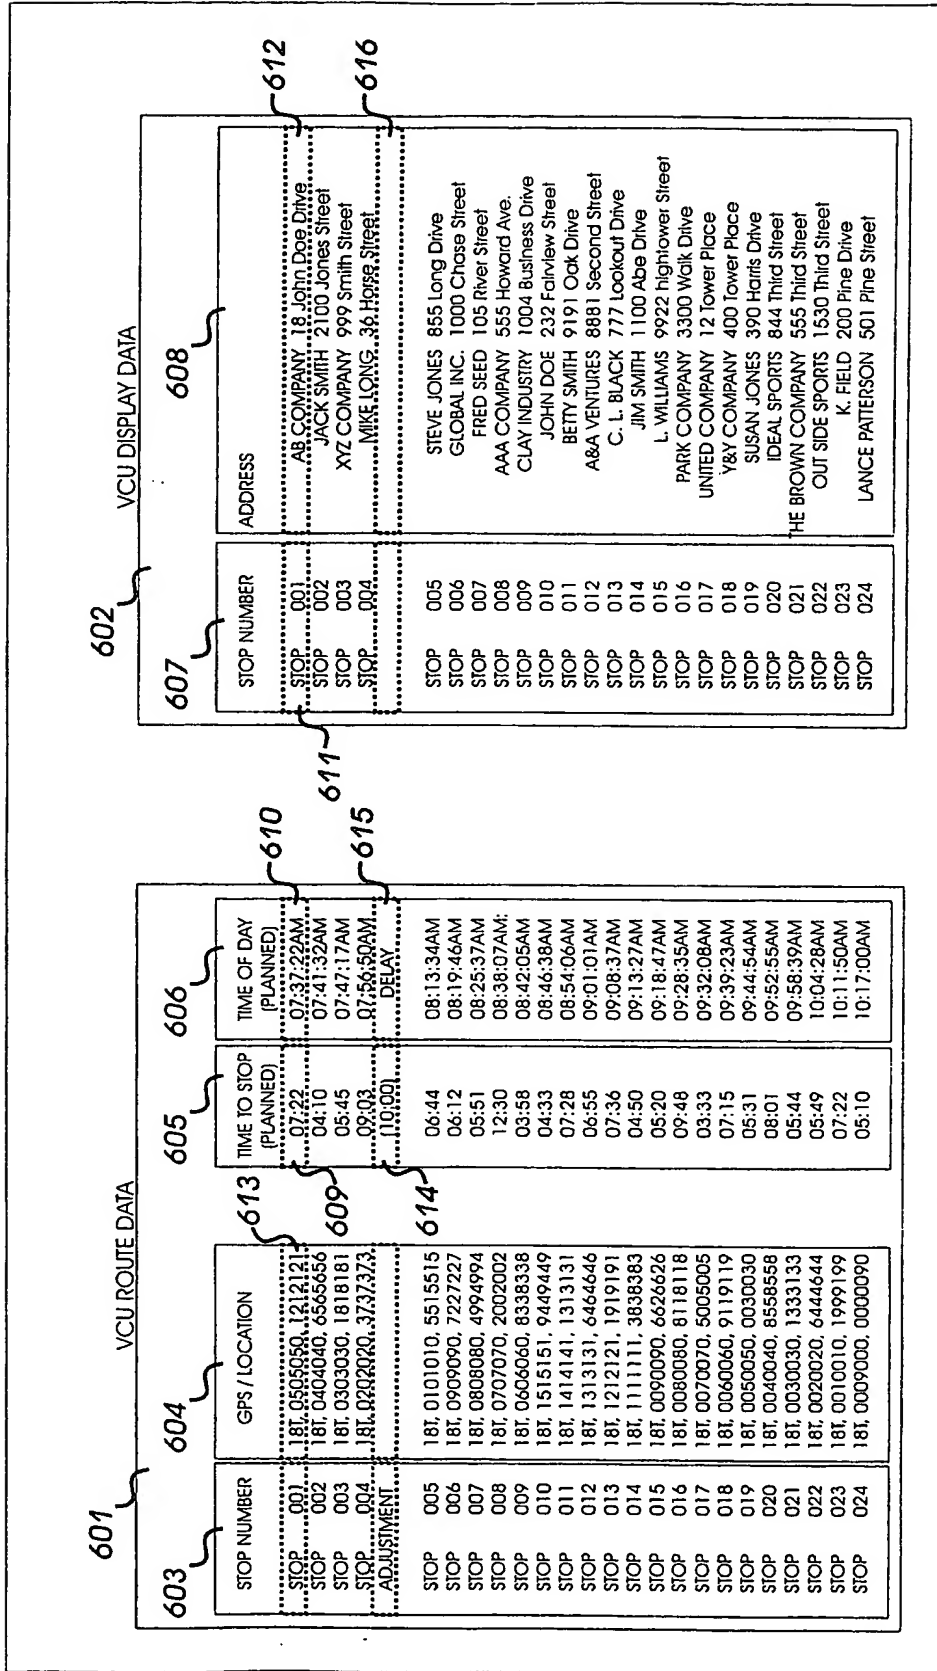 VCU ROUTE DATA
601
603
604
605
606
STOP NUMBER GPS / LOCATION TIME TO STOP (PLANNED) TIME OF DAY (PLANNED)
STOP 001 18T, 0505050, 1212121 07:22 07:37:22AM
STOP 002 18T, 0404040, 6565656 04:10 07:41:32AM
STOP 003 18T, 0303030, 1818181 05:45 07:47:17AM
STOP 004 18T, 0202020, 3737373 09:03 07:56:50AM
ADJUSTMENT (10:00) DELAY
STOP 005 18T, 0101010, 5515515 06:44 08:13:34AM
STOP 006 18T, 0909090, 7227227 06:12 08:19:46AM
STOP 007 18T, 0808080, 4994994 05:51 08:25:37AM
STOP 008 18T, 0707070, 2002002 12:30 08:38:07AM:
STOP 009 18T, 0606060, 8338338 03:58 08:42:05AM
STOP 010 18T, 1515151, 9449449 04:33 08:46:38AM
STOP 011 18T, 1414141, 1313131 07:28 08:54:06AM
STOP 012 18T, 1313131, 6464646 06:55 09:01:01AM
STOP 013 18T, 1212121, 1919191 07:36 09:08:37AM
STOP 014 18T, 1111111, 3838383 04:50 09:13:27AM
STOP 015 18T, 0090090, 6626626 05:20 09:18:47AM
STOP 016 18T, 0080080, 8118118 09:48 09:28:35AM
STOP 017 18T, 0070070, 5005005 03:33 09:32:08AM
STOP 018 18T, 0060060, 9119119 07:15 09:39:23AM
STOP 019 18T, 0050050, 0030030 05:31 09:44:54AM
STOP 020 18T, 0040040, 8558558 08:01 09:52:55AM
STOP 021 18T, 0030030, 1333133 05:44 09:58:39AM
STOP 022 18T, 0020020, 6444644 05:49 10:04:28AM
STOP 023 18T, 0010010, 1999199 07:22 10:11:50AM
STOP 024 18T, 0009000, 0000090 05:10 10:17:00AM
613
609
610
614
615
VCU DISPLAY DATA
602
607
608
STOP NUMBER ADDRESS
STOP 001 AB COMPANY 18 John Doe Drive
STOP 002 JACK SMITH 2100 Jones Street
STOP 003 XYZ COMPANY 999 Smith Street
STOP 004 MIKE LONG 36 Horse Street
STOP 005 STEVE JONES 855 Long Drive
STOP 006 GLOBAL INC. 1000 Chase Street
STOP 007 FRED SEED 105 River Street
STOP 008 AAA COMPANY 555 Howard Ave.
STOP 009 CLAY INDUSTRY 1004 Business Drive
STOP 010 JOHN DOE 232 Fairview Street
STOP 011 BETTY SMITH 9191 Oak Drive
STOP 012 A&A VENTURES 8881 Second Street
STOP 013 C. L. BLACK 777 Lookout Drive
STOP 014 JIM SMITH 1100 Abe Drive
STOP 015 L. WILLIAMS 9922 hightower Street
STOP 016 PARK COMPANY 3300 Walk Drive
STOP 017 UNITED COMPANY 12 Tower Place
STOP 018 Y&Y COMPANY 400 Tower Place
STOP 019 SUSAN JONES 390 Harris Drive
STOP 020 IDEAL SPORTS 844 Third Street
STOP 021 THE BROWN COMPANY 555 Third Street
STOP 022 OUT SIDE SPORTS 1530 Third Street
STOP 023 K. FIELD 200 Pine Drive
STOP 024 LANCE PATTERSON 501 Pine Street
611
612
616